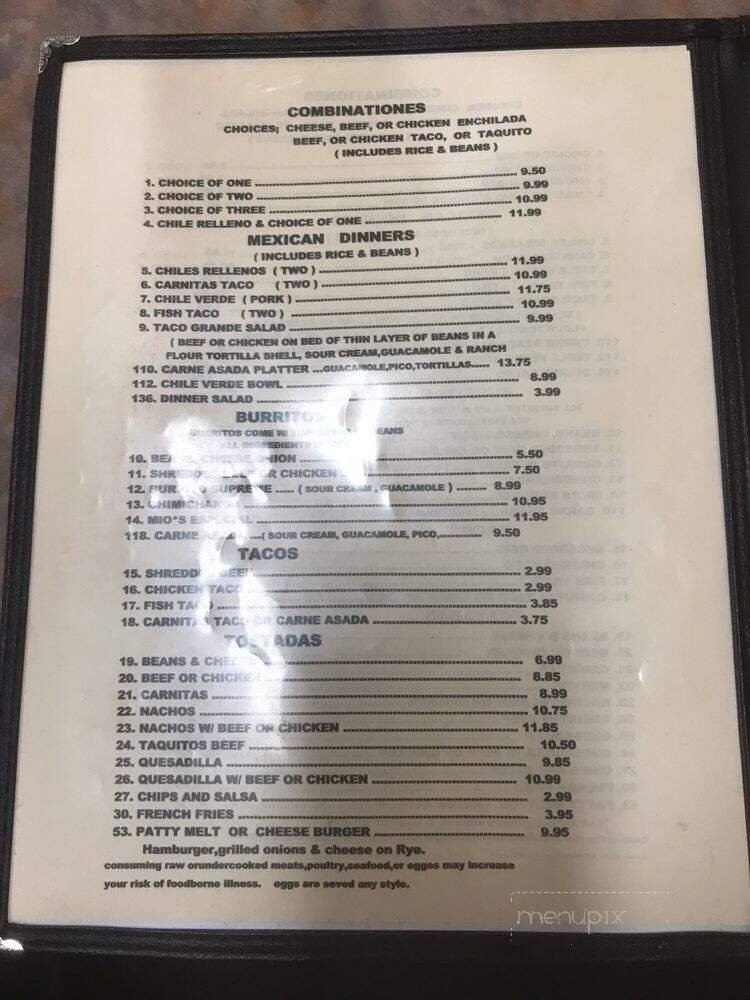 COMBINATIONES
CHOICES; CHEESE, BEEF, OR CHICKEN ENCHILADA
BEEF, OR CHICKEN TACO, OR TAQUITO
( INCLUDES RICE & BEANS )
1. CHOICE OF ONE 9.50
2. CHOICE OF TWO 9.99
3. CHOICE OF THREE 10.99
4. CHILE RELLENO & CHOICE OF ONE 11.99
MEXICAN DINNERS
( INCLUDES RICE & BEANS )
5. CHILES RELLENOS ( TWO ) 11.99
6. CARNITAS TACO ( TWO ) 10.99
7. CHILE VERDE ( PORK ) 11.75
8. FISH TACO ( TWO ) 10.99
9. TACO GRANDE SALAD 9.99
( BEEF OR CHICKEN ON BED OF THIN LAYER OF BEANS IN A
FLOUR TORTILLA SHELL, SOUR CREAM,GUACAMOLE & RANCH
110. CARNE ASADA PLATTER ...GUACAMOLE,PICO,TORTILLAS..... 13.75
112. CHILE VERDE BOWL 8.99
136. DINNER SALAD 3.99
BURRITOS
BURRITOS COME W/ BEANS
ALL INGREDIENTS
10. CHEESE, ONION 5.50
11. SHREDDED OR CHICKEN 7.50
12. BURRITO SUPREME ..... ( SOUR CREAM , GUACAMOLE ) ........ 8.99
13. CHIMICHANGA 10.95
14. MIO*S ESPECIAL 11.95
118. CARNE ...( SOUR CREAM, GUACAMOLE, PICO, 9.50
TACOS
15. SHREDDED BEEF 2.99
16. CHICKEN TACO 2.99
17. FISH TACO 3.85
18. CARNITAS TACO OR CARNE ASADA 3.75
TOSTADAS
19. BEANS & CHEESE 6.99
20. BEEF OR CHICKEN 8.85
21. CARNITAS 8.99
22. NACHOS 10.75
23. NACHOS W/ BEEF OR CHICKEN 11.85
24. TAQUITOS BEEF 10.50
25. QUESADILLA 9.85
26. QUESADILLA W/ BEEF OR CHICKEN 10.99
27. CHIPS AND SALSA 2.99
30. FRENCH FRIES 3.95
53. PATTY MELT OR CHEESE BURGER 9.95
Hamburger,grilled onions & cheese on Rye.
consuming raw orundercooked meats,poultry,seafood,or egges may increase
your risk of foodborne illness. eggs are seved any style.
menupix